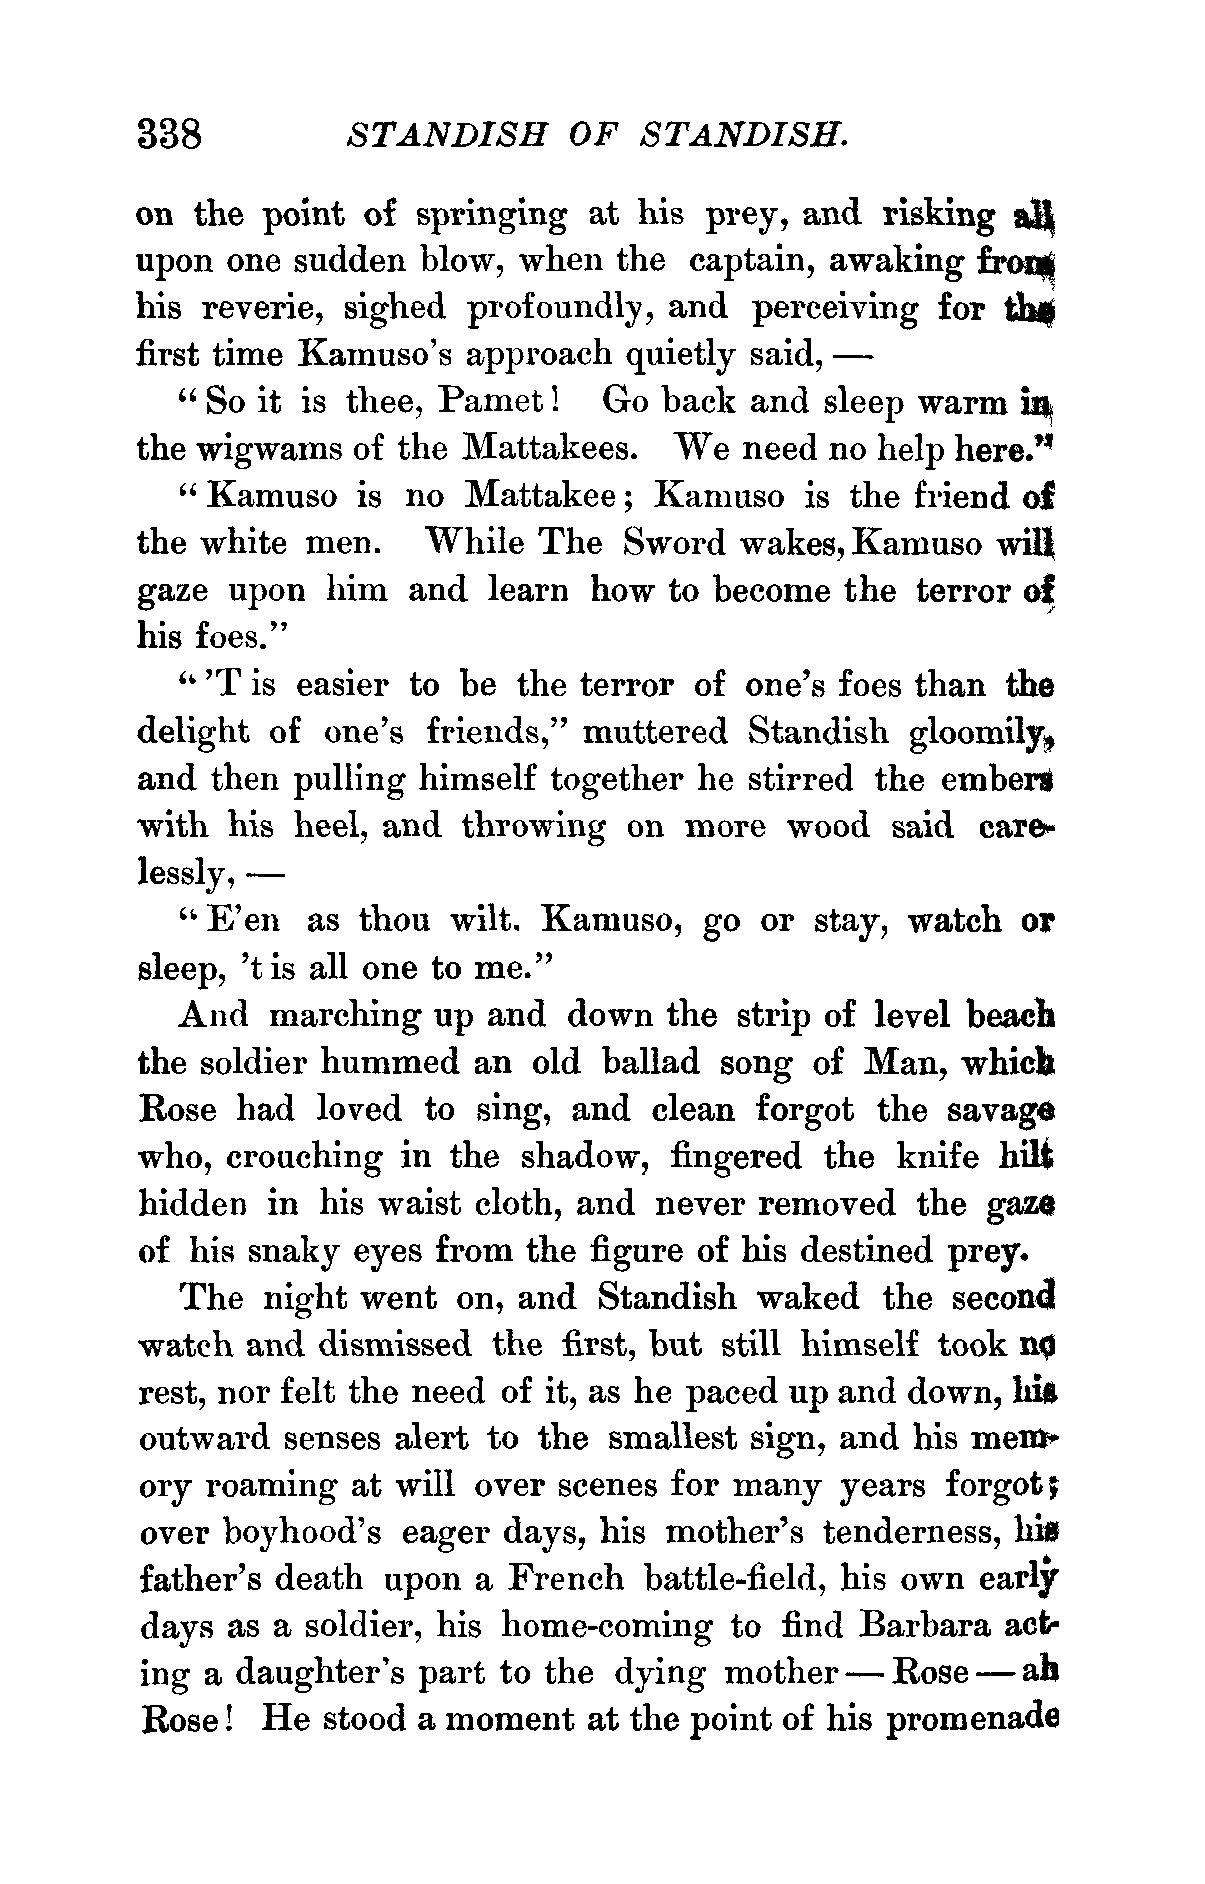 338 STANDISH OF STANDISH.
on the point of springing at his prey, and risking all
upon one sudden blow, when the captain, awaking from
his reverie, sighed profoundly, and perceiving for the
first time Kamuso's approach quietly said, —
“So it is thee, Pamet! Go back and sleep warm in
the wigwams of the Mattakees. We need no help here.”
“Kamuso is no Mattakee; Kamuso is the friend of
the white men. While The Sword wakes, Kamuso will
gaze upon him and learn how to become the terror of
his foes.”
“'T is easier to be the terror of one's foes than the
delight of one's friends,” muttered Standish gloomily,
and then pulling himself together he stirred the embers
with his heel, and throwing on more wood said care-
lessly, —
“E'en as thou wilt. Kamuso, go or stay, watch or
sleep, 't is all one to me.”
And marching up and down the strip of level beach
the soldier hummed an old ballad song of Man, which
Rose had loved to sing, and clean forgot the savage
who, crouching in the shadow, fingered the knife hilt
hidden in his waist cloth, and never removed the gaze
of his snaky eyes from the figure of his destined prey.
The night went on, and Standish waked the second
watch and dismissed the first, but still himself took no
rest, nor felt the need of it, as he paced up and down, his
outward senses alert to the smallest sign, and his mem-
ory roaming at will over scenes for many years forgot;
over boyhood's eager days, his mother's tenderness, his
father's death upon a French battle-field, his own early
days as a soldier, his home-coming to find Barbara act-
ing a daughter's part to the dying mother — Rose — ah
Rose! He stood a moment at the point of his promenade